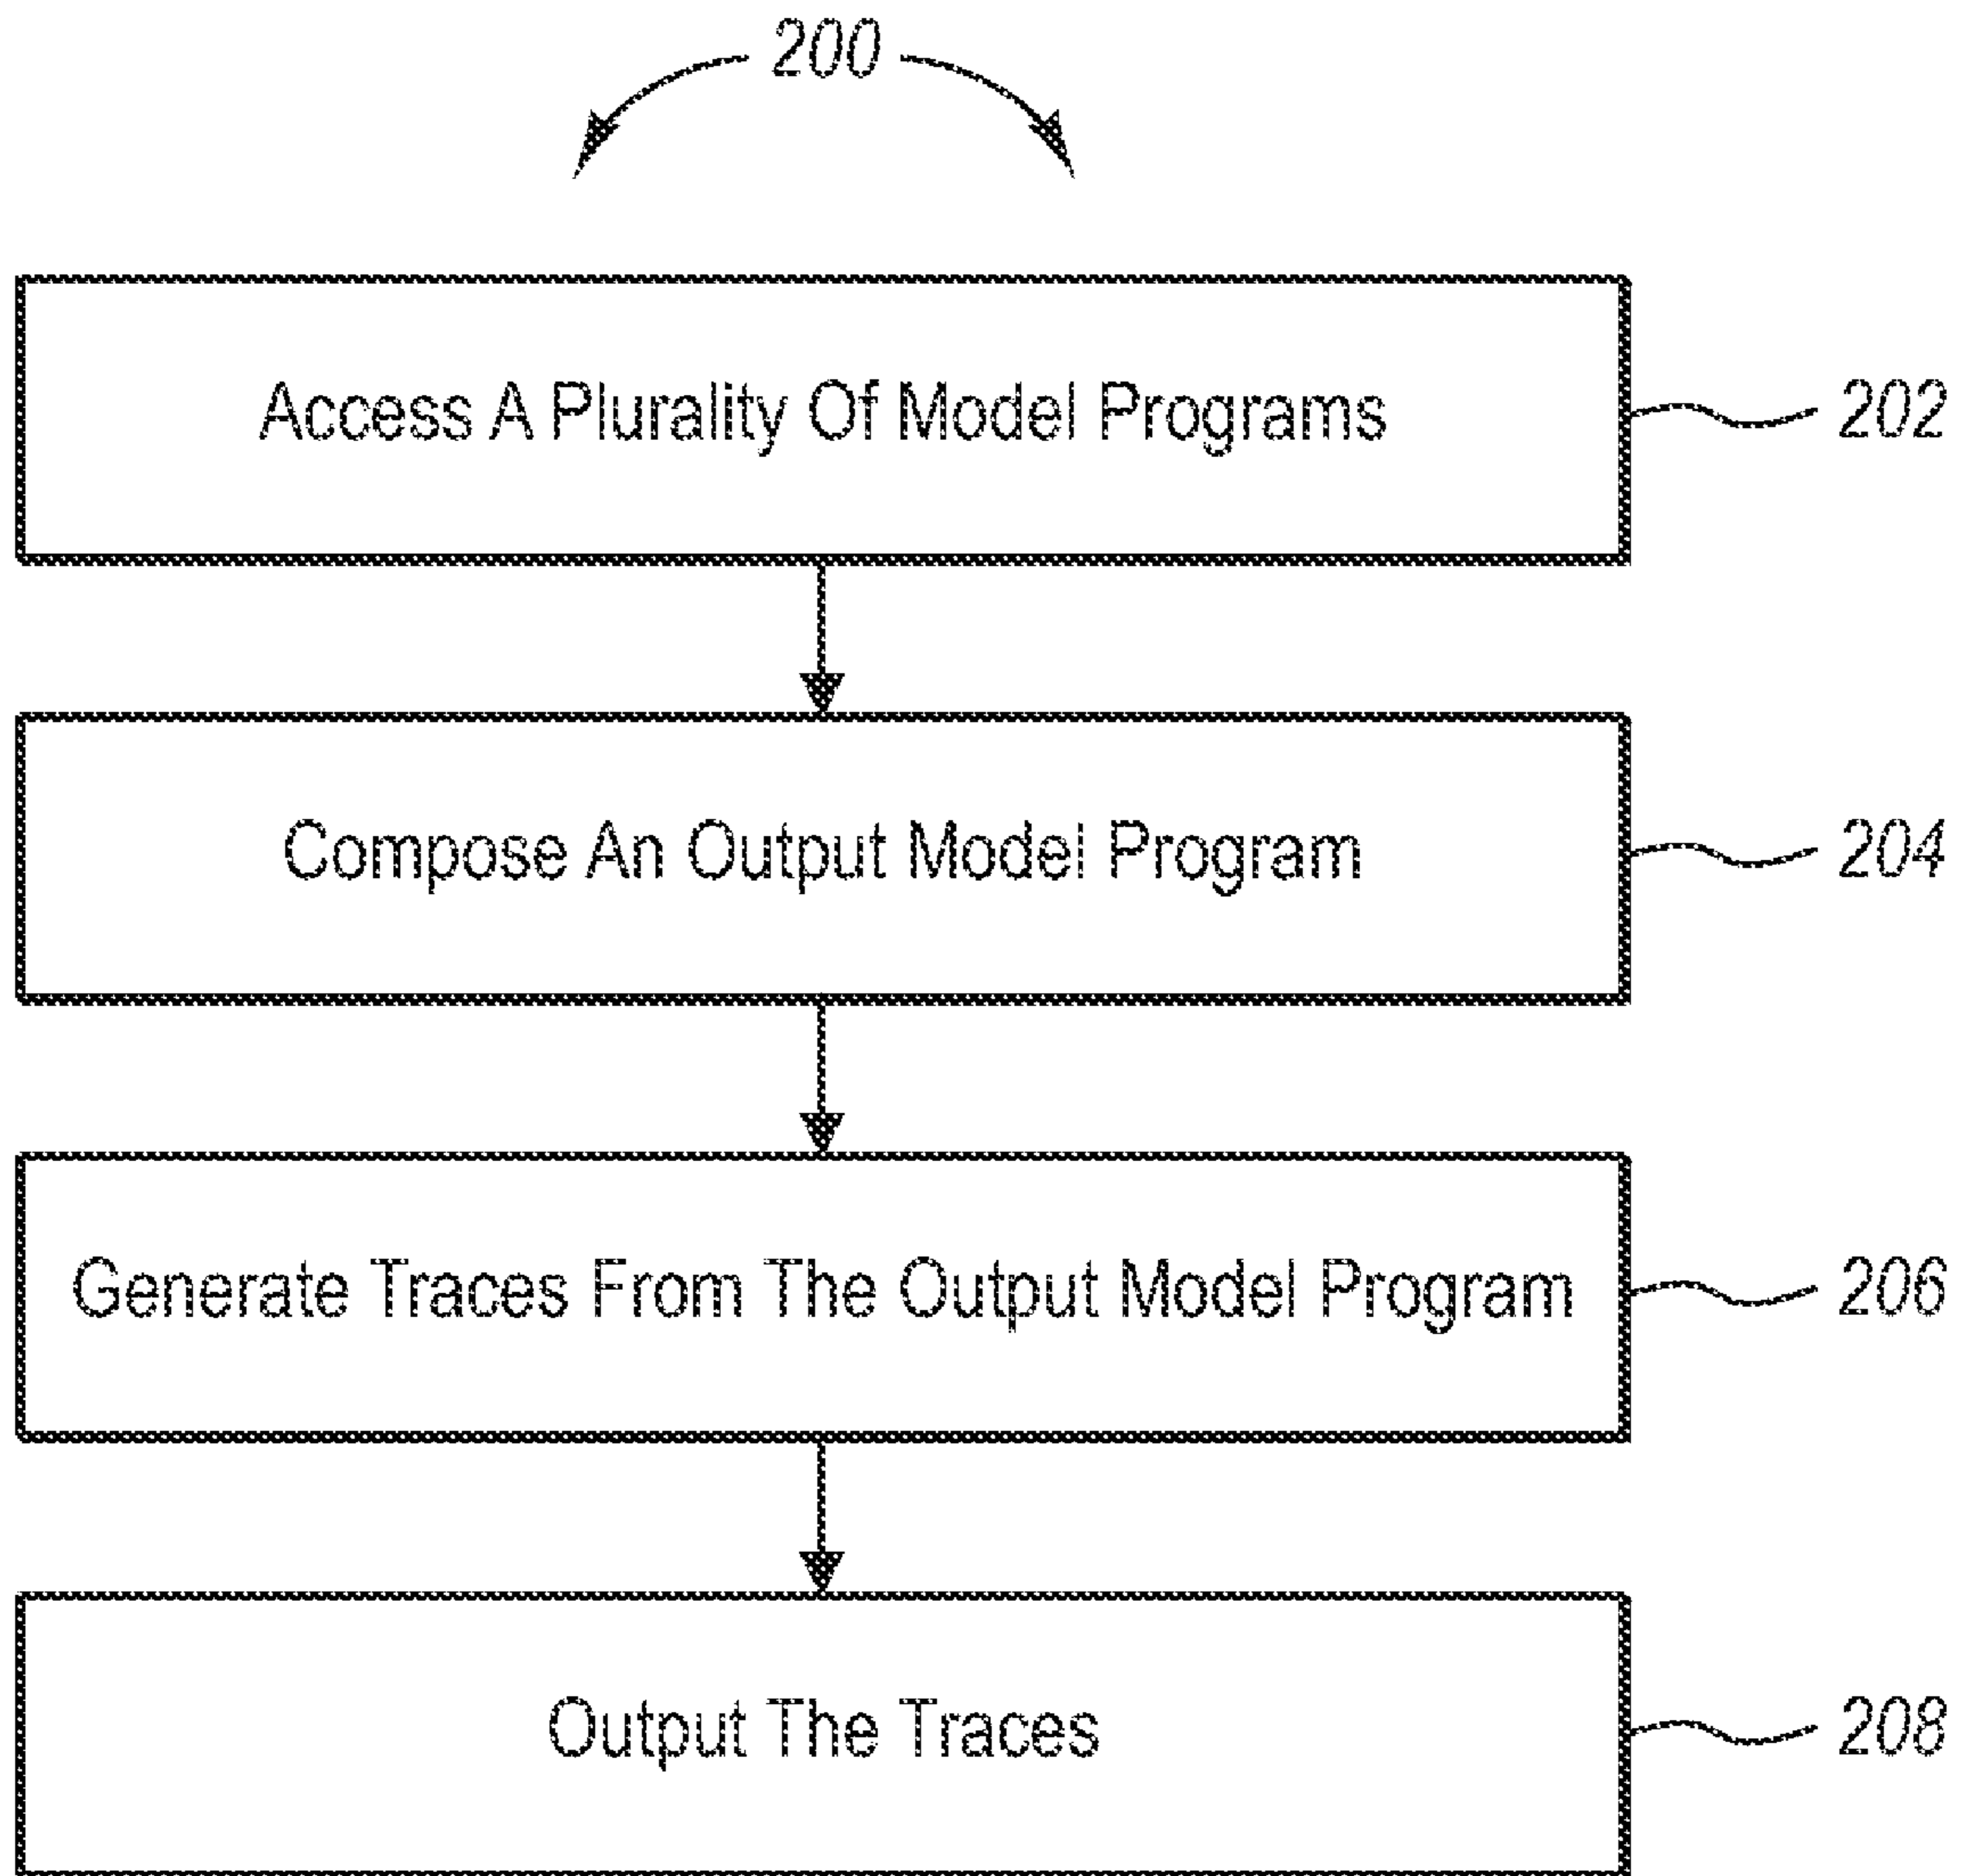 200
Access A Plurality Of Model Programs
202
Compose An Output Model Program
204
Generate Traces From The Output Model Program
206
Output The Traces
208